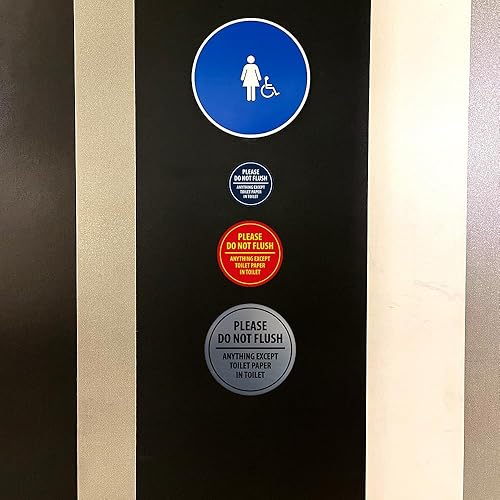 PLEASE
DO NOT FLUSH
ANYTHING EXCEPT
TOILET PAPER
IN TOILET
PLEASE
DO NOT FLUSH
ANYTHING EXCEPT
TOILET PAPER
IN TOILET
PLEASE
DO NOT FLUSH
ANYTHING EXCEPT
TOILET PAPER
IN TOILET